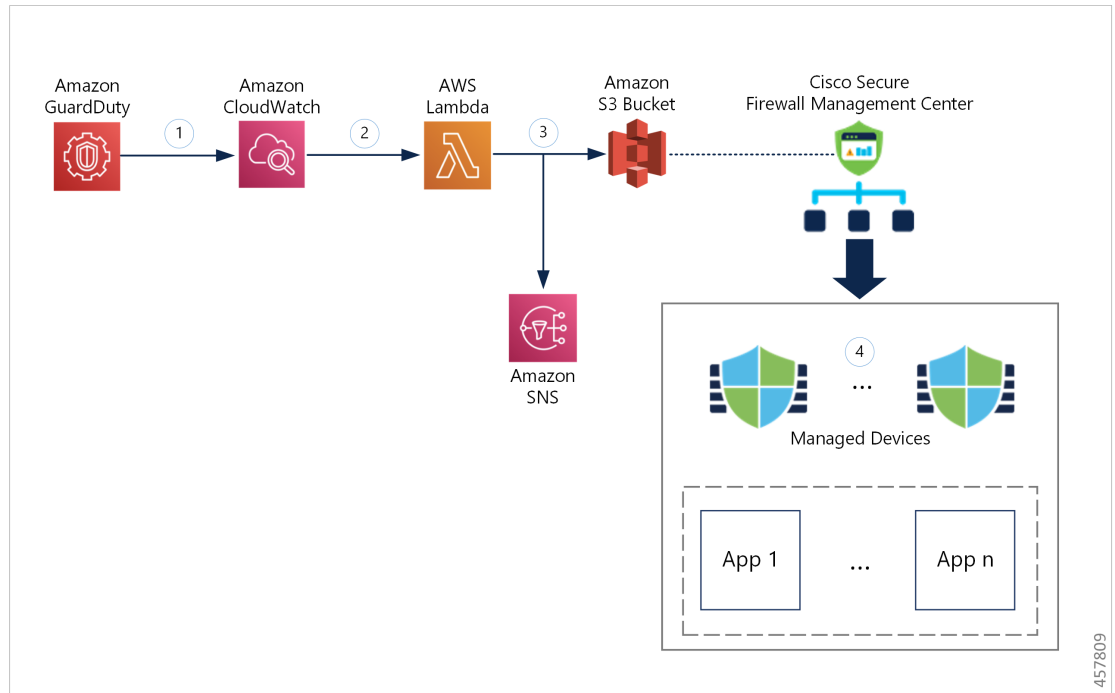 Amazon
GuardDuty
Amazon
CloudWatch
AWS
Lambda
Amazon
S3 Bucket
Cisco Secure
Firewall Management Center
1
2
3
Amazon
SNS
4
...
Managed Devices
App 1
...
App n
457809